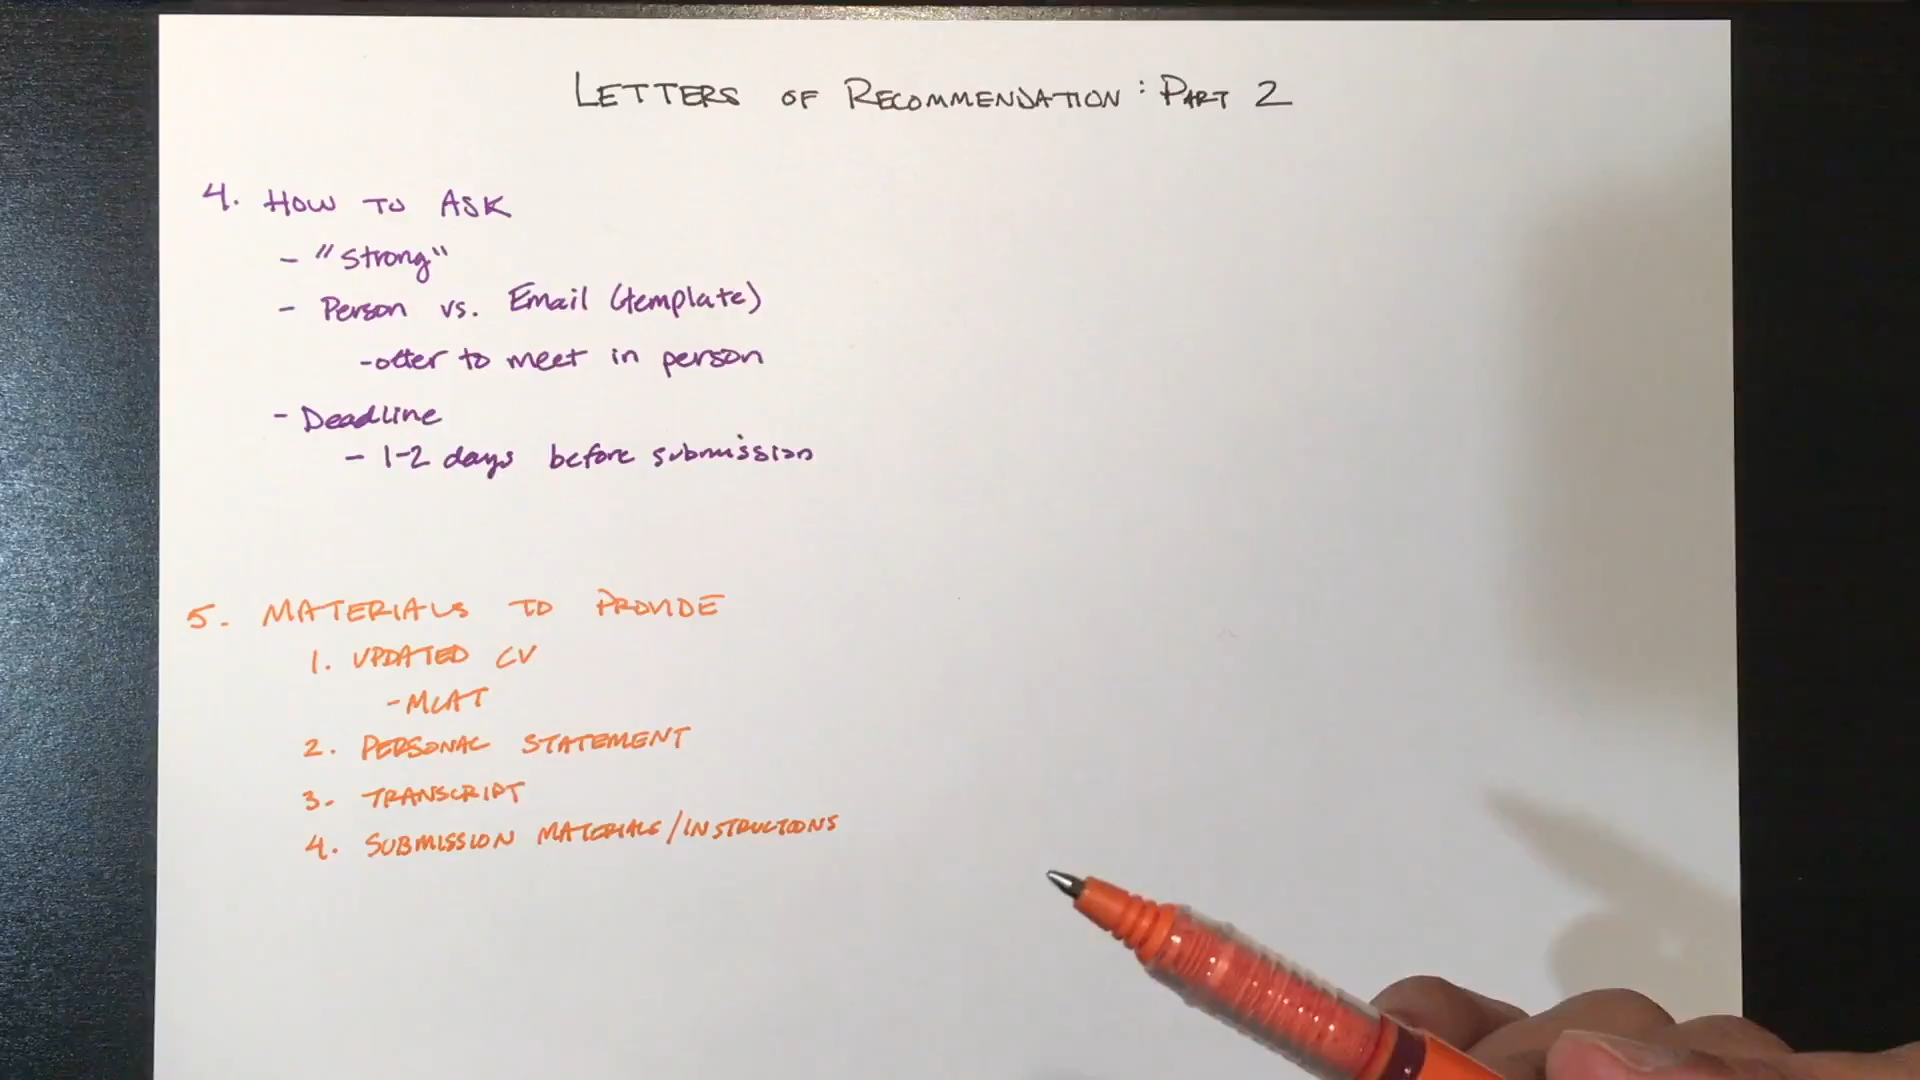 LETTERS OF RECOMMENDATION: PART 2
4. HOW TO ASK
- "Strong"
- Person vs. Email (template)
-offer to meet in person
- Deadline
- 1-2 days before submission
5. MATERIALS TO PROVIDE
1. UPDATED CV
-MCAT
2. PERSONAL STATEMENT
3. TRANSCRIPT
4. SUBMISSION MATERIALS/INSTRUCTIONS